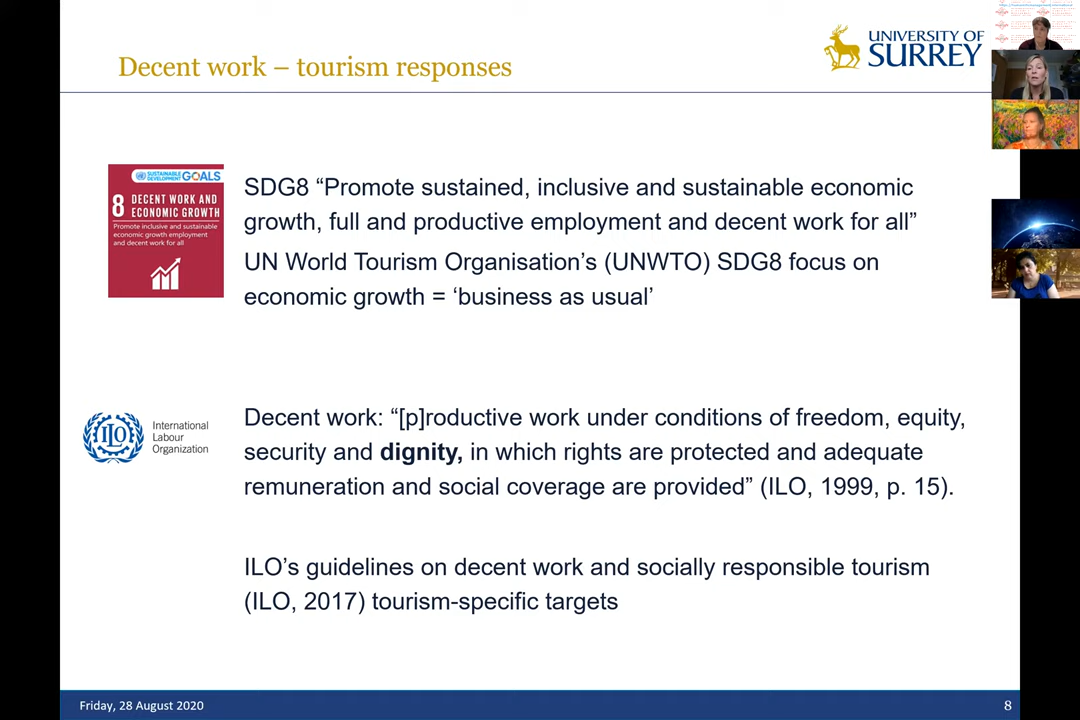 Decent work – tourism responses
UNIVERSITY OF
SURREY
SUSTAINABLE
DEVELOPMENT GOALS
8 DECENT WORK AND
ECONOMIC GROWTH
Promote inclusive and sustainable
economic growth employment
and decent work for all
SDG8 “Promote sustained, inclusive and sustainable economic
growth, full and productive employment and decent work for all”
UN World Tourism Organisation’s (UNWTO) SDG8 focus on
economic growth = ‘business as usual’
ILO
International
Labour
Organization
Decent work: “[p]roductive work under conditions of freedom, equity,
security and dignity, in which rights are protected and adequate
remuneration and social coverage are provided” (ILO, 1999, p. 15).
ILO’s guidelines on decent work and socially responsible tourism
(ILO, 2017) tourism-specific targets
Friday, 28 August 2020
8